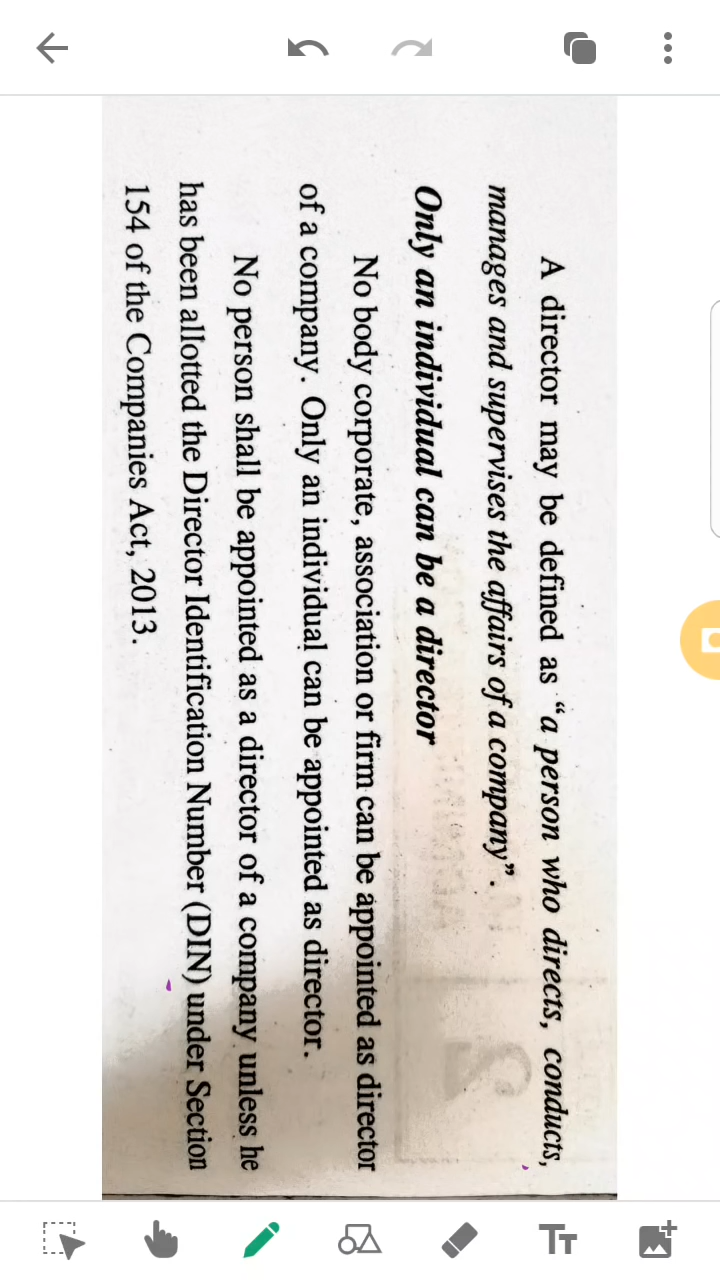 A director may be defined as “a person who directs, conducts,
manages and supervises the affairs of a company”.
Only an individual can be a director
No body corporate, association or firm can be appointed as director
of a company. Only an individual can be appointed as director.
No person shall be appointed as a director of a company unless he
has been allotted the Director Identification Number (DIN) under Section
154 of the Companies Act, 2013.
TT